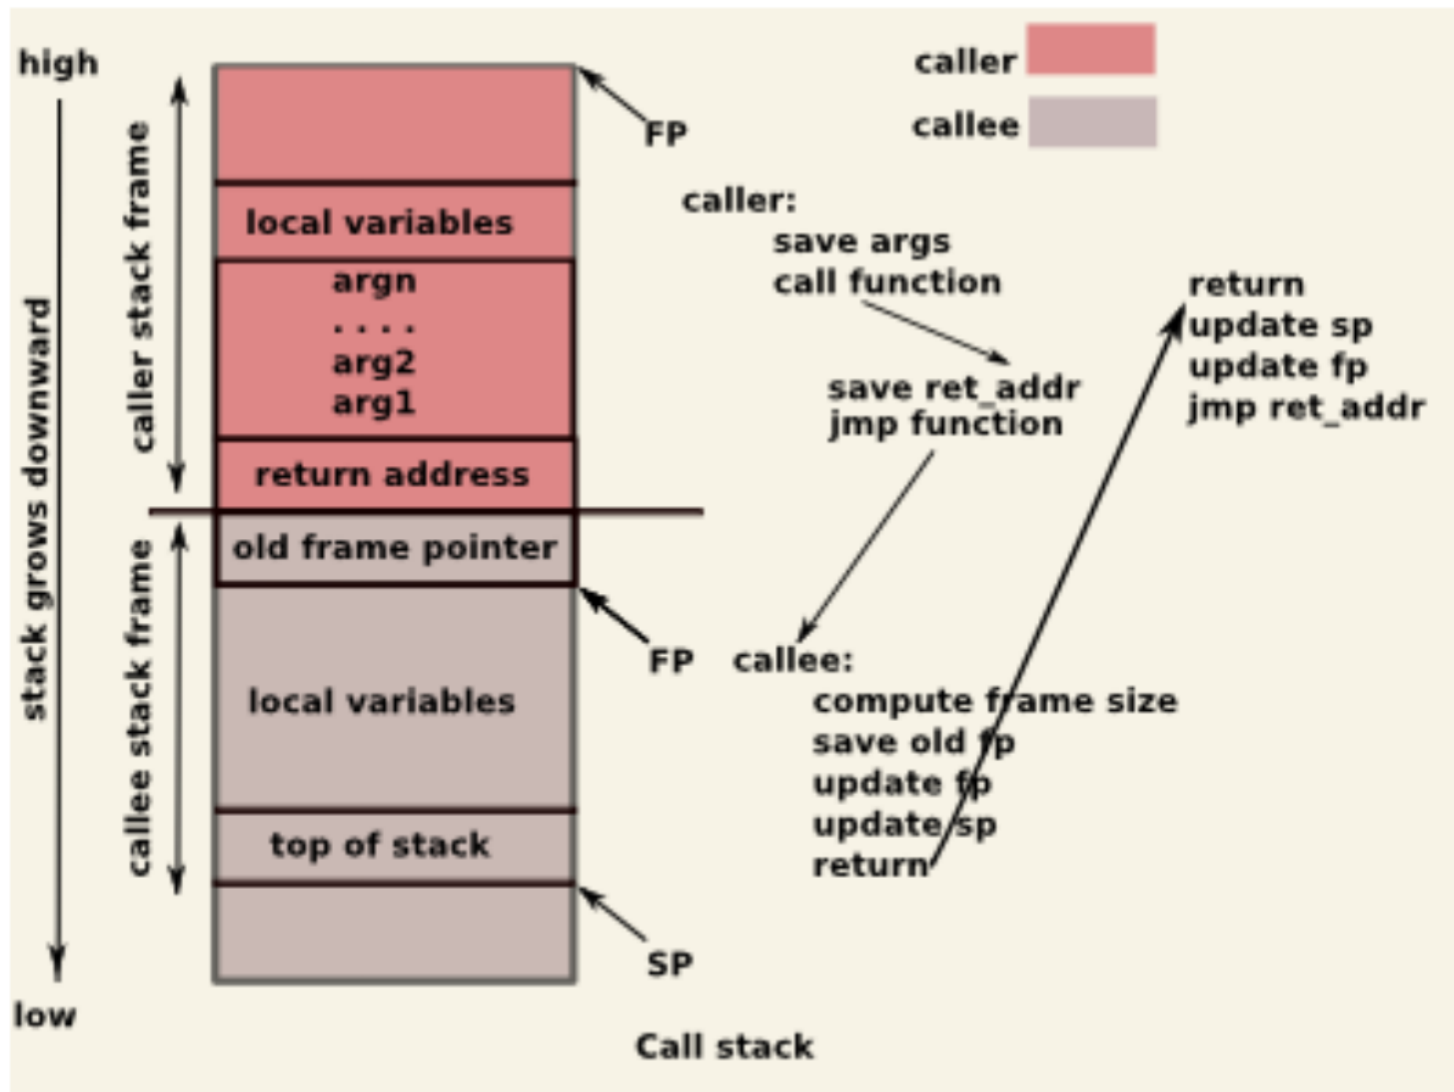 high
stack grows downward
low
caller stack frame
callee stack frame
local variables
argn
. . . .
arg2
arg1
return address
old frame pointer
local variables
top of stack
FP
FP
SP
caller
callee
caller:
save args
call function
save ret_addr
jmp function
callee:
compute frame size
save old fp
update fp
update sp
return
return
update sp
update fp
jmp ret_addr
Call stack